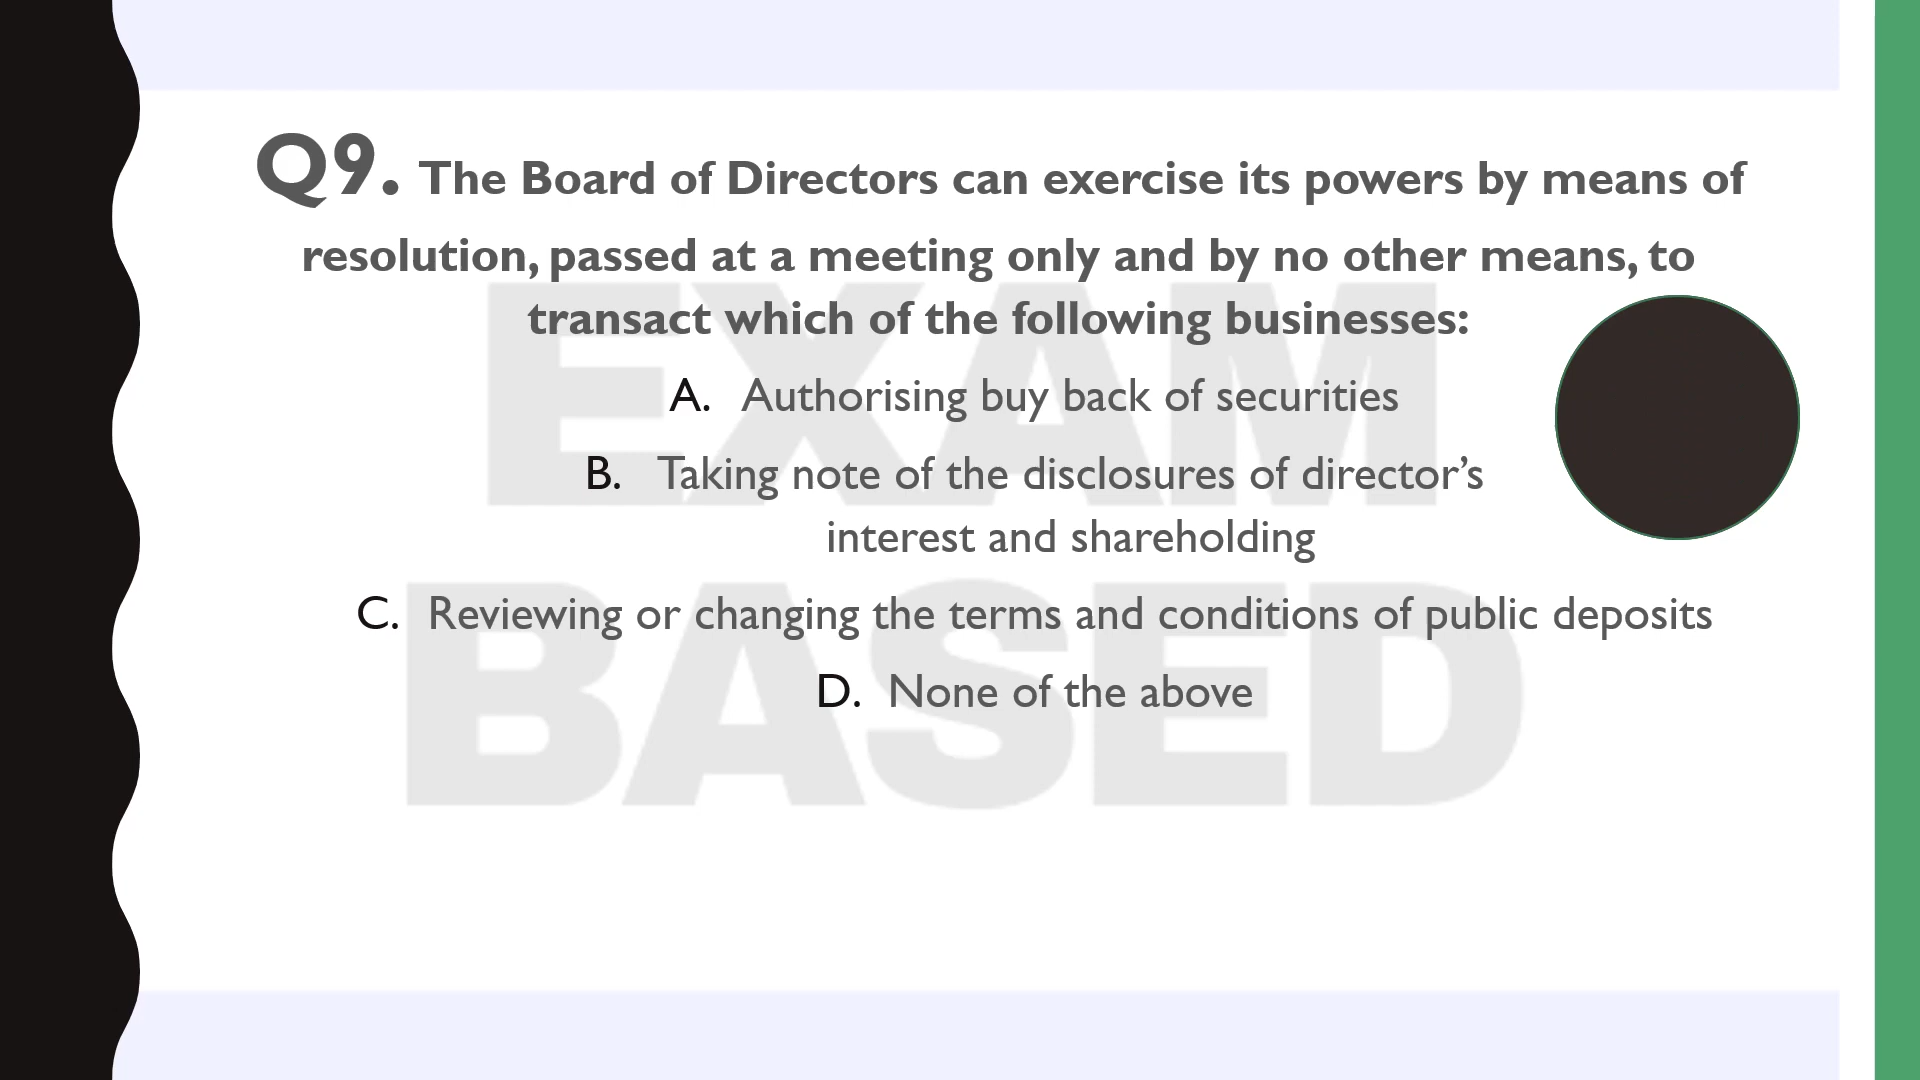 Q9. The Board of Directors can exercise its powers by means of
resolution, passed at a meeting only and by no other means, to
transact which of the following businesses:
A. Authorising buy back of securities
B. Taking note of the disclosures of director’s
interest and shareholding
C. Reviewing or changing the terms and conditions of public deposits
D. None of the above
EXAM
BASED